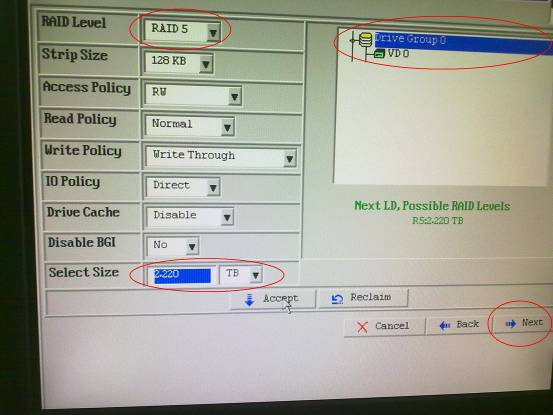 RAID Level
RAID 5
Strip Size
128 KB
Access Policy
RW
Read Policy
Normal
Write Policy
Write Through
IO Policy
Direct
Drive Cache
Disable
Disable BGI
No
Select Size
2.220
TB
Accept
Reclaim
Drive Group 0
VD 0
Next LD, Possible RAID Levels
R5:2.220 TB
Cancel
Back
Next